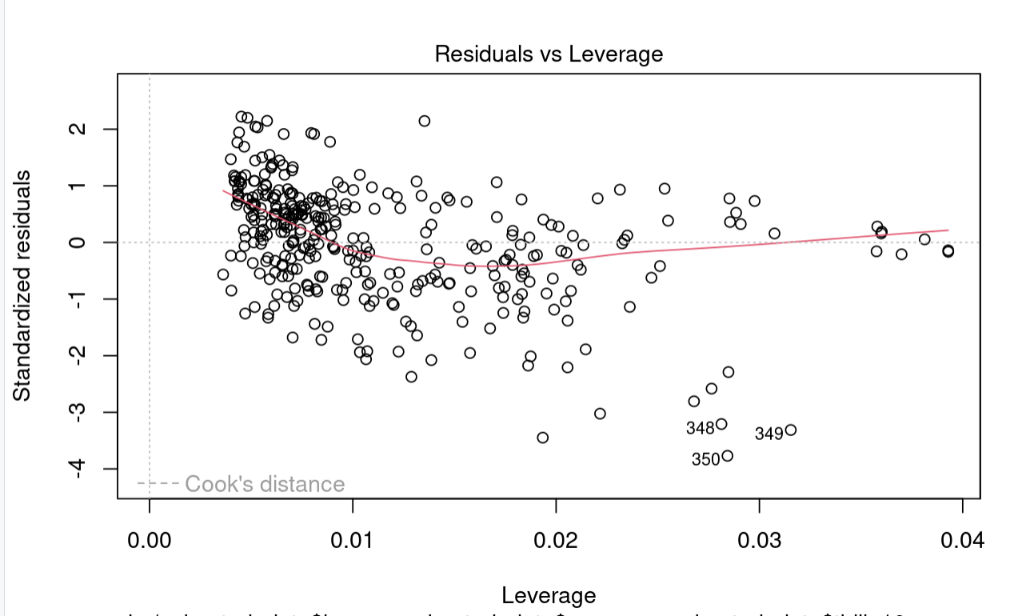 Residuals vs Leverage
Standardized residuals
2
1
0
-1
-2
-3
-4
348
349
350
Cook's distance
0.00 0.01 0.02 0.03 0.04
Leverage